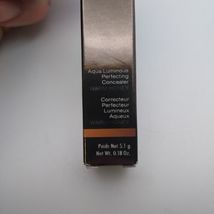 Aqua Luminous
Perfecting
Concealer
Correcteur
Perfecteur
Lumineux
Aqueux
Poids Net 5.1 g
Net Wt. 0.18 Oz.